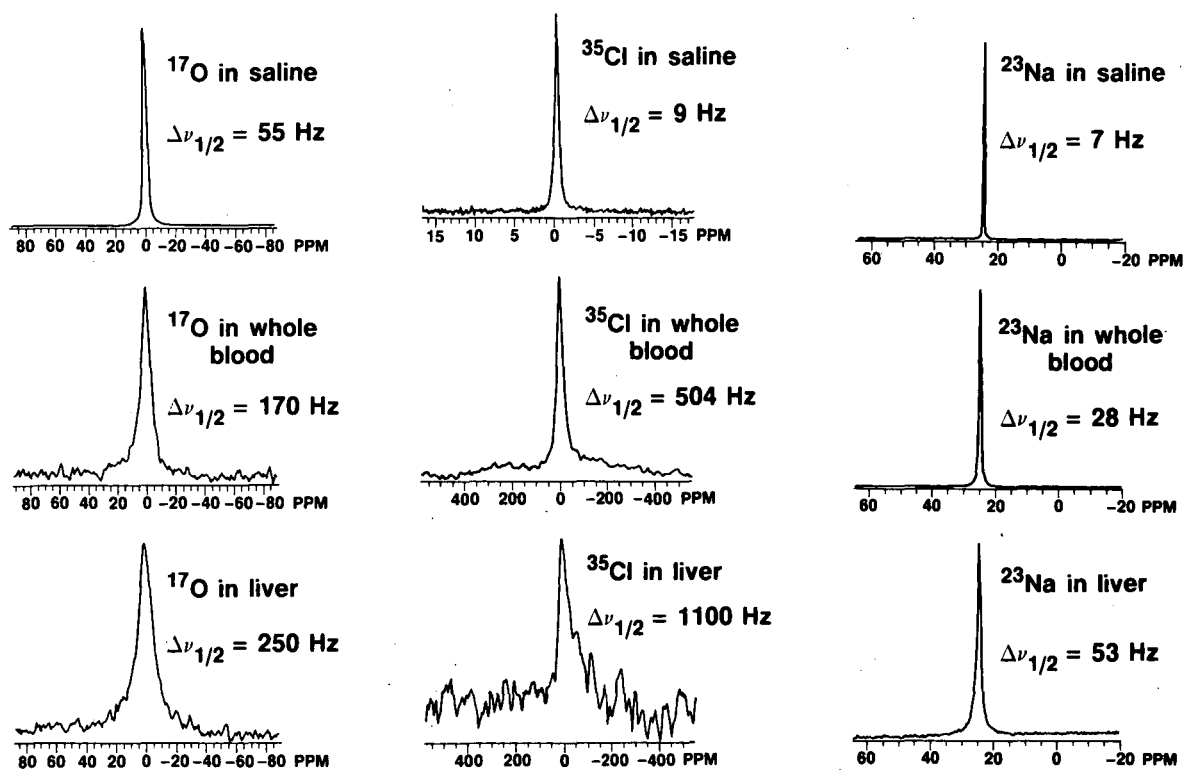 ¹⁷O in saline
Δν1/2 = 55 Hz
80 60 40 20 0 -20 -40 -60 -80 PPM
³⁵Cl in saline
Δν1/2 = 9 Hz
15 10 5 0 -5 -10 -15 PPM
²³Na in saline
Δν1/2 = 7 Hz
60 40 20 0 -20 PPM
¹⁷O in whole
blood
Δν1/2 = 170 Hz
80 60 40 20 0 -20 -40 -60 -80 PPM
³⁵Cl in whole
blood
Δν1/2 = 504 Hz
400 200 0 -200 -400 PPM
²³Na in whole
blood
Δν1/2 = 28 Hz
60 40 20 0 -20 PPM
¹⁷O in liver
Δν1/2 = 250 Hz
80 60 40 20 0 -20 -40 -60 -80 PPM
³⁵Cl in liver
Δν1/2 = 1100 Hz
400 200 0 -200 -400 PPM
²³Na in liver
Δν1/2 = 53 Hz
60 40 20 0 -20 PPM